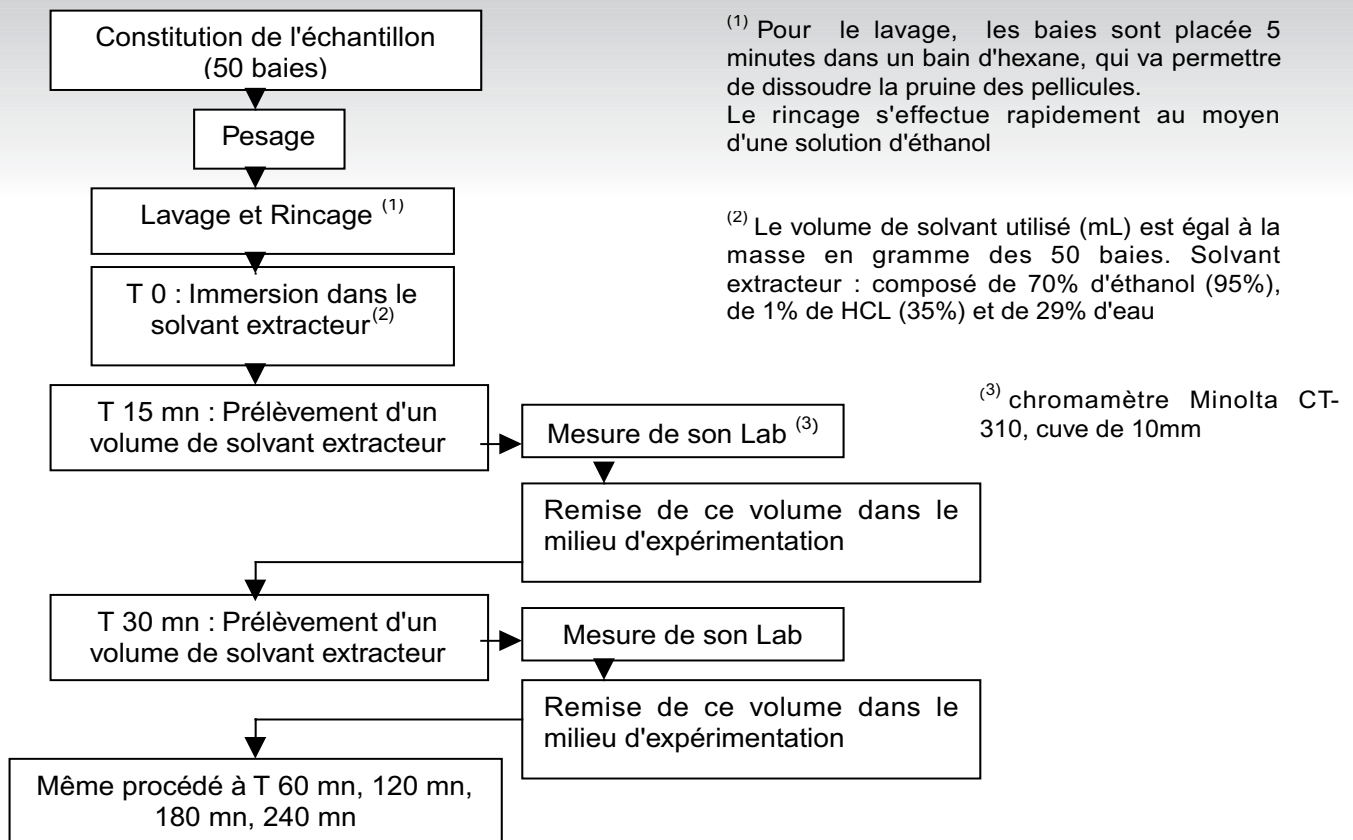 Constitution de l'échantillon
(50 baies)
Pesage
Lavage et Rincage (1)
T 0 : Immersion dans le
solvant extracteur(2)
T 15 mn : Prélèvement d'un
volume de solvant extracteur
Mesure de son Lab (3)
Remise de ce volume dans le
milieu d'expérimentation
T 30 mn : Prélèvement d'un
volume de solvant extracteur
Mesure de son Lab
Remise de ce volume dans le
milieu d'expérimentation
Même procédé à T 60 mn, 120 mn,
180 mn, 240 mn
(1) Pour le lavage, les baies sont placée 5
minutes dans un bain d'hexane, qui va permettre
de dissoudre la pruine des pellicules.
Le rincage s'effectue rapidement au moyen
d'une solution d'éthanol
(2) Le volume de solvant utilisé (mL) est égal à la
masse en gramme des 50 baies. Solvant
extracteur : composé de 70% d'éthanol (95%),
de 1% de HCL (35%) et de 29% d'eau
(3) chromamètre Minolta CT-
310, cuve de 10mm